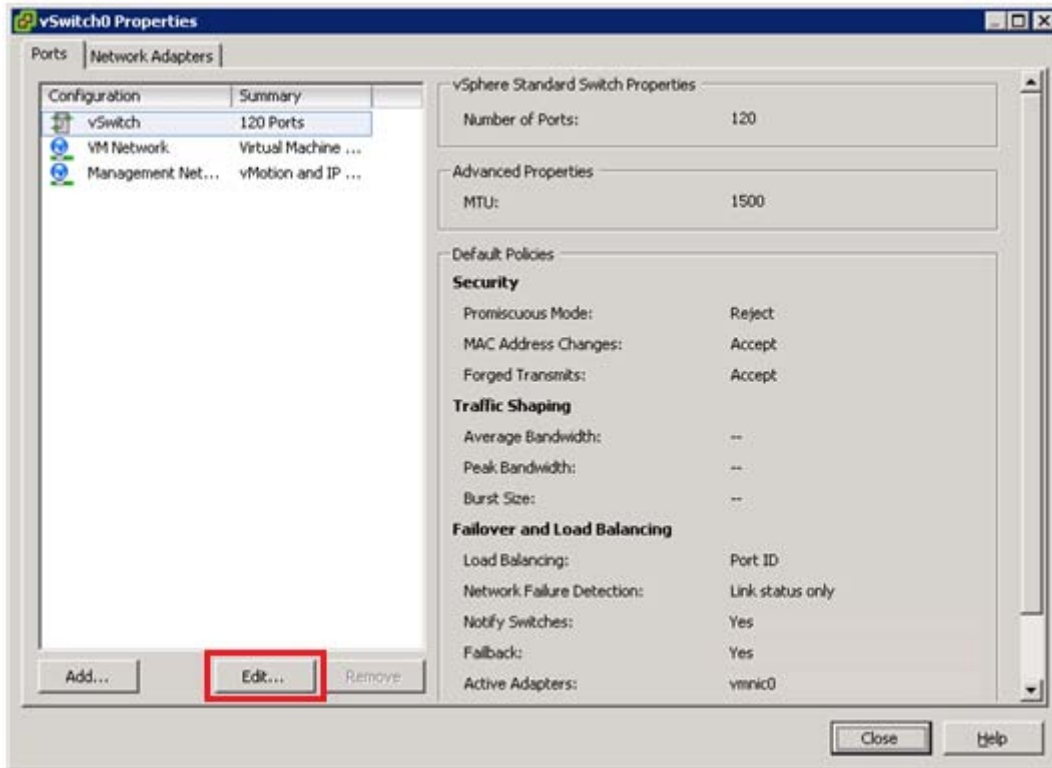 vSwitch0 Properties
Ports Network Adapters
Configuration Summary
vSwitch 120 Ports
VM Network Virtual Machine ...
Management Net... vMotion and IP ...
vSphere Standard Switch Properties
Number of Ports: 120
Advanced Properties
MTU: 1500
Default Policies
Security
Promiscuous Mode: Reject
MAC Address Changes: Accept
Forged Transmits: Accept
Traffic Shaping
Average Bandwidth: --
Peak Bandwidth: --
Burst Size: --
Failover and Load Balancing
Load Balancing: Port ID
Network Failure Detection: Link status only
Notify Switches: Yes
Failback: Yes
Active Adapters: vmnic0
Add... Edit... Remove
Close Help